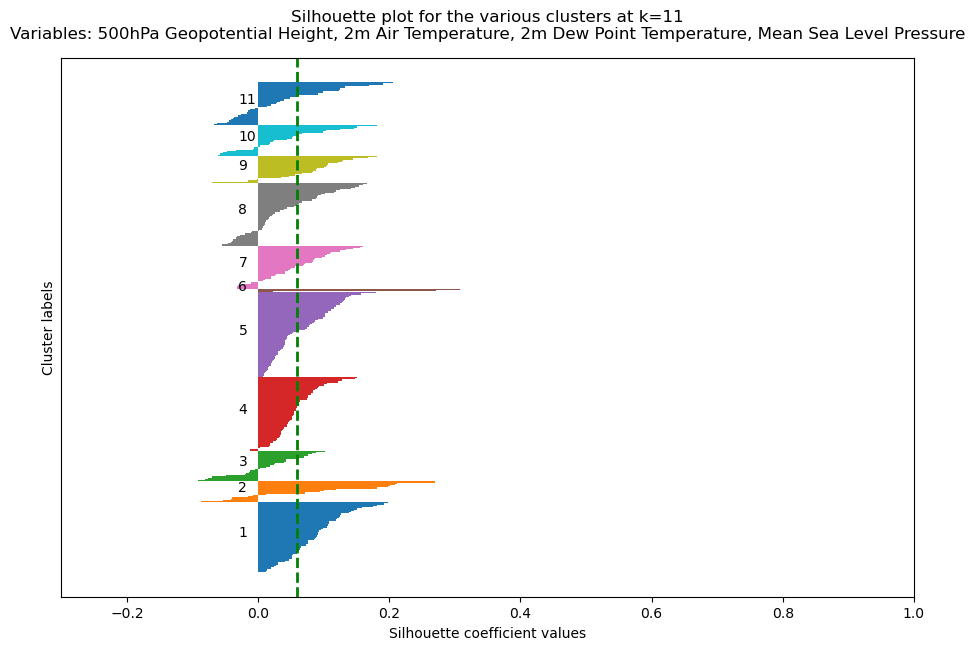 Silhouette plot for the various clusters at k=11
Variables: 500hPa Geopotential Height, 2m Air Temperature, 2m Dew Point Temperature, Mean Sea Level Pressure
11
10
9
8
7
6
5
4
3
2
1
Cluster labels
−0.2 0.0 0.2 0.4 0.6 0.8 1.0
Silhouette coefficient values